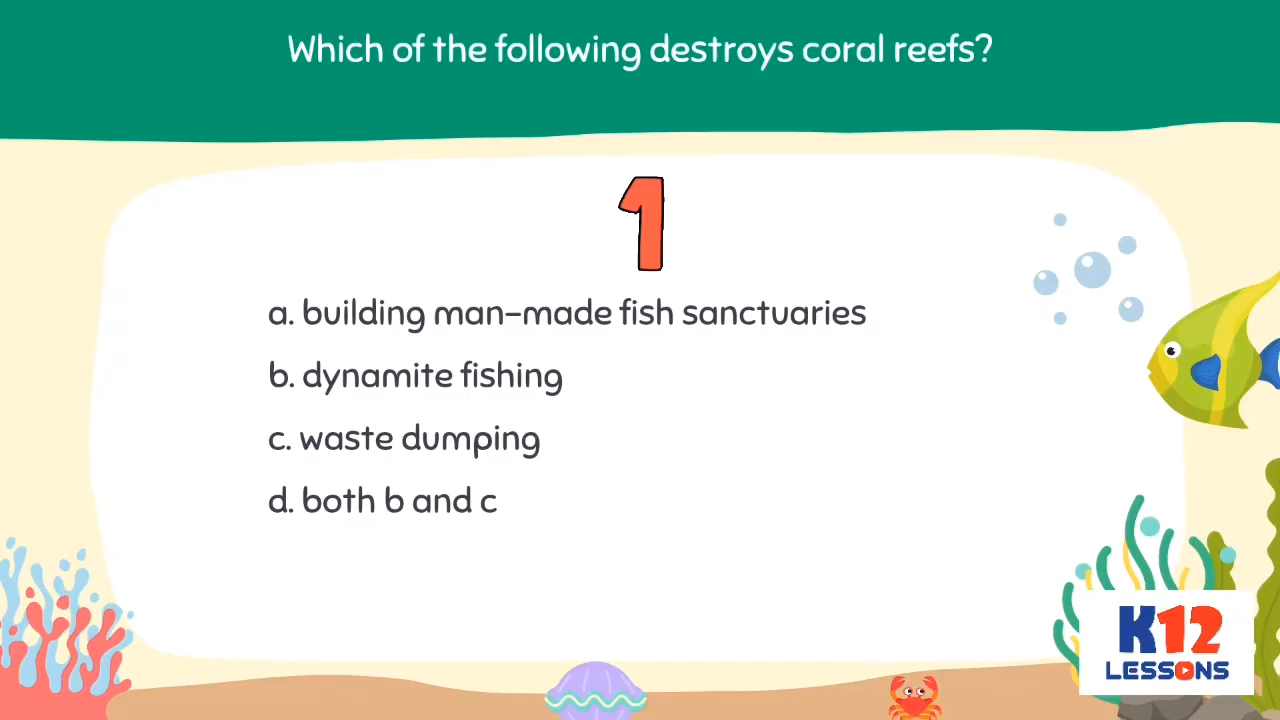 Which of the following destroys coral reefs?
1
a. building man-made fish sanctuaries
b. dynamite fishing
c. waste dumping
d. both b and c
K12
LESSONS